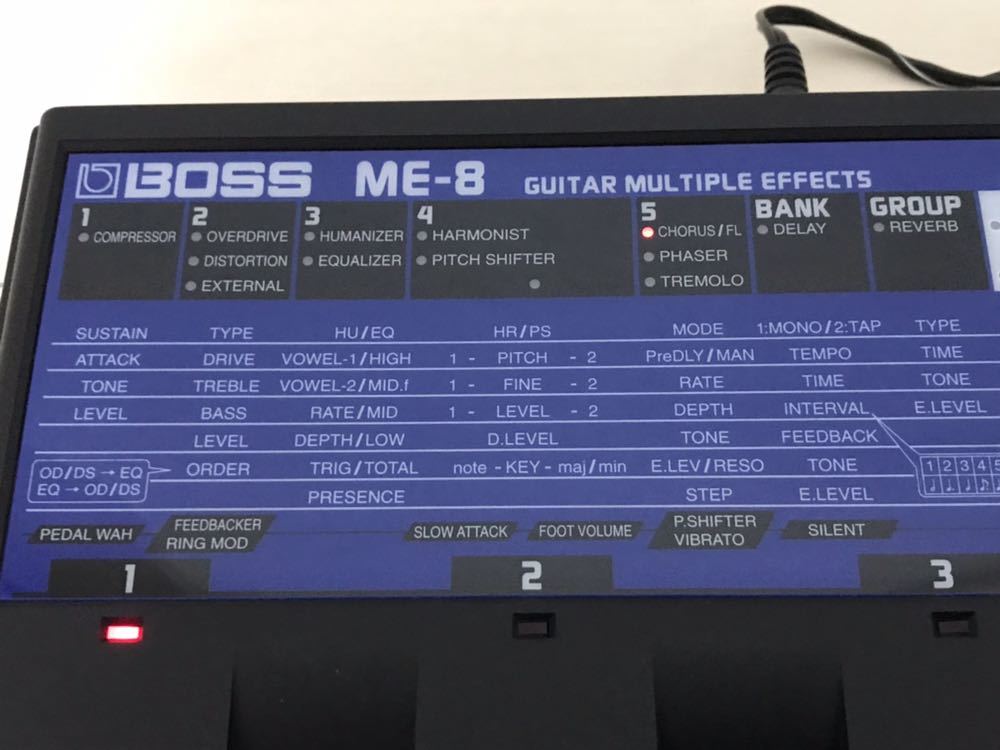 BOSS ME-8 GUITAR MULTIPLE EFFECTS
1 2 3 4 5 BANK GROUP
COMPRESSOR OVERDRIVE HUMANIZER HARMONIST CHORUS/FL DELAY REVERB
DISTORTION EQUALIZER PITCH SHIFTER PHASER
EXTERNAL TREMOLO
SUSTAIN TYPE HU/EQ HR/PS MODE 1:MONO/2:TAP TYPE
ATTACK DRIVE VOWEL-1/HIGH 1 - PITCH - 2 PreDLY/MAN TEMPO TIME
TONE TREBLE VOWEL-2/MID.f 1 - FINE - 2 RATE TIME TONE
LEVEL BASS RATE/MID 1 - LEVEL - 2 DEPTH INTERVAL E.LEVEL
LEVEL DEPTH/LOW D.LEVEL TONE FEEDBACK
OD/DS → EQ ORDER TRIG/TOTAL note - KEY - maj/min E.LEV/RESO TONE 1 2 3 4 5
EQ → OD/DS PRESENCE STEP E.LEVEL
PEDAL WAH FEEDBACKER SLOW ATTACK FOOT VOLUME P.SHIFTER SILENT
RING MOD VIBRATO
1 2 3